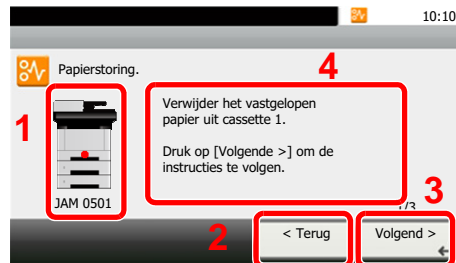 10:10
Papierstoring.
4
1
Verwijder het vastgelopen
papier uit cassette 1.
Druk op [Volgende >] om de
instructies te volgen.
JAM 0501
3
1/3
2
< Terug
Volgend >